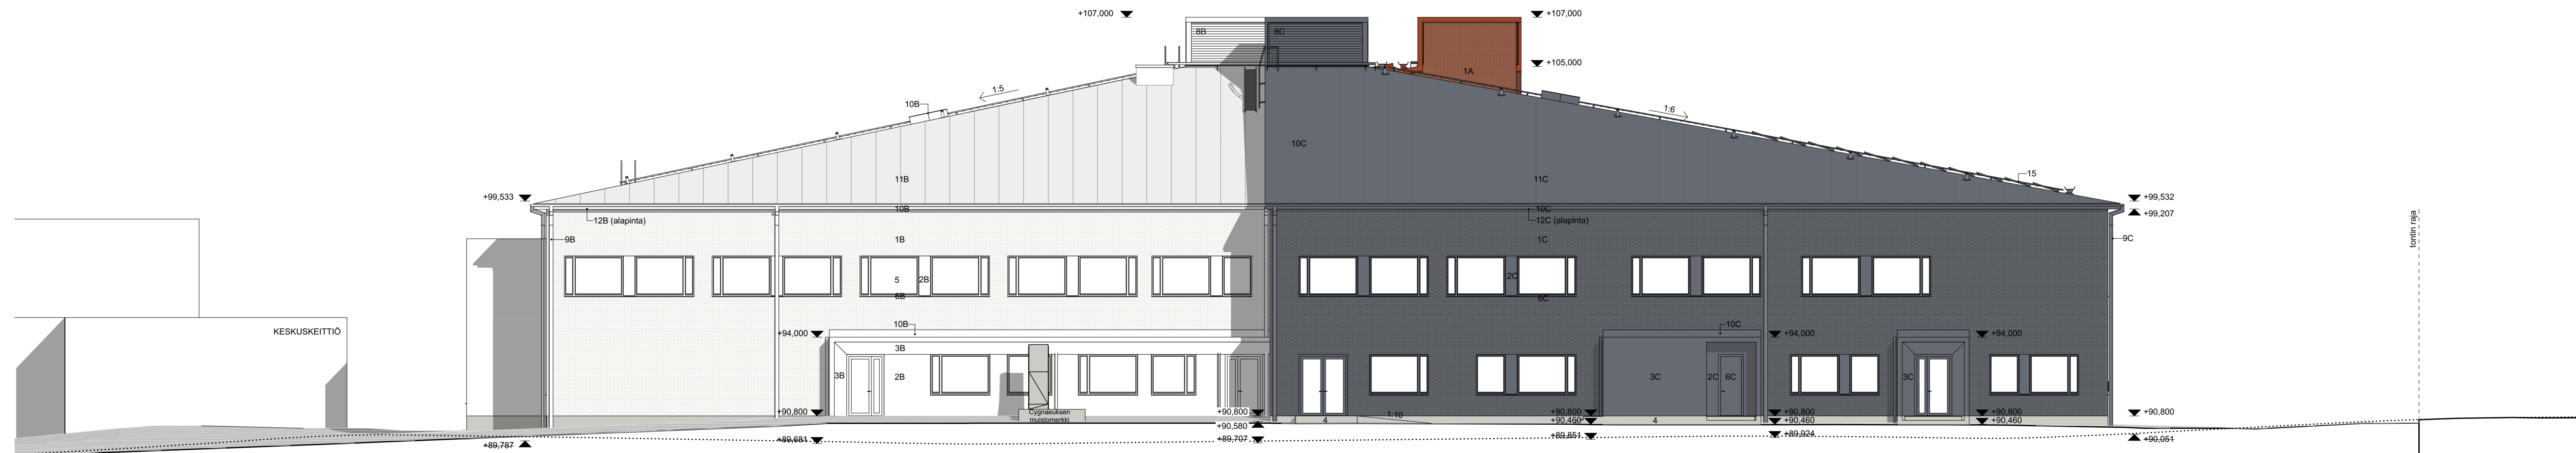 +107,000
+107,000
8B
8C
+105,000
1A
1:5
10B
1:6
10C
11B
11C
15
+99,533
+99,532
10B
10C
+99,207
12B (alapinta)
12C (alapinta)
tontin raja
9B
1B
1C
9C
5
2B
2C
6B
6C
10B
10C
KESKUSKEITTIÖ
+94,000
+94,000
+94,000
3B
3B
2B
3C
2C
6C
3C
+90,800
Cygnaeuksen
muistomerkki
+90,800
1:10
+90,800
+90,800
+90,800
+90,800
4
+90,460
4
+90,460
+90,460
+90,580
+89,787
+89,681
+89,707
+89,851
+89,924
+90,051